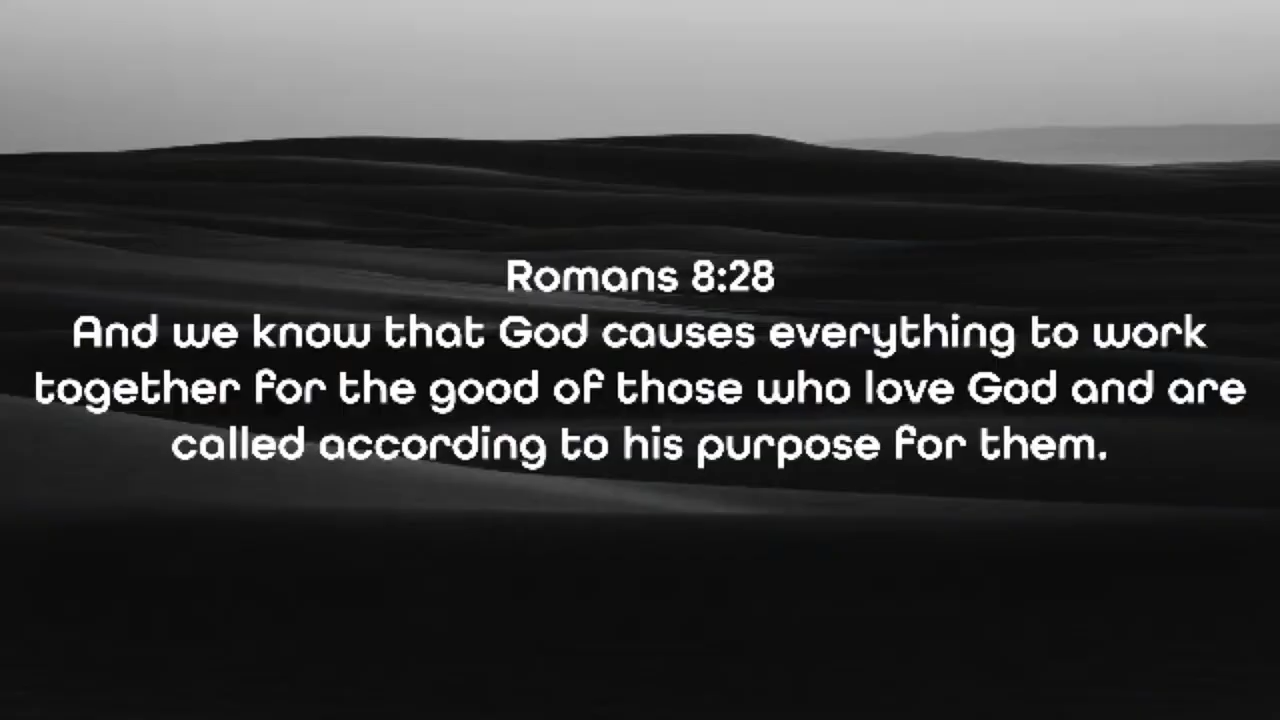 Romans 8:28
And we know that God causes everything to work
together for the good of those who love God and are
called according to his purpose for them.